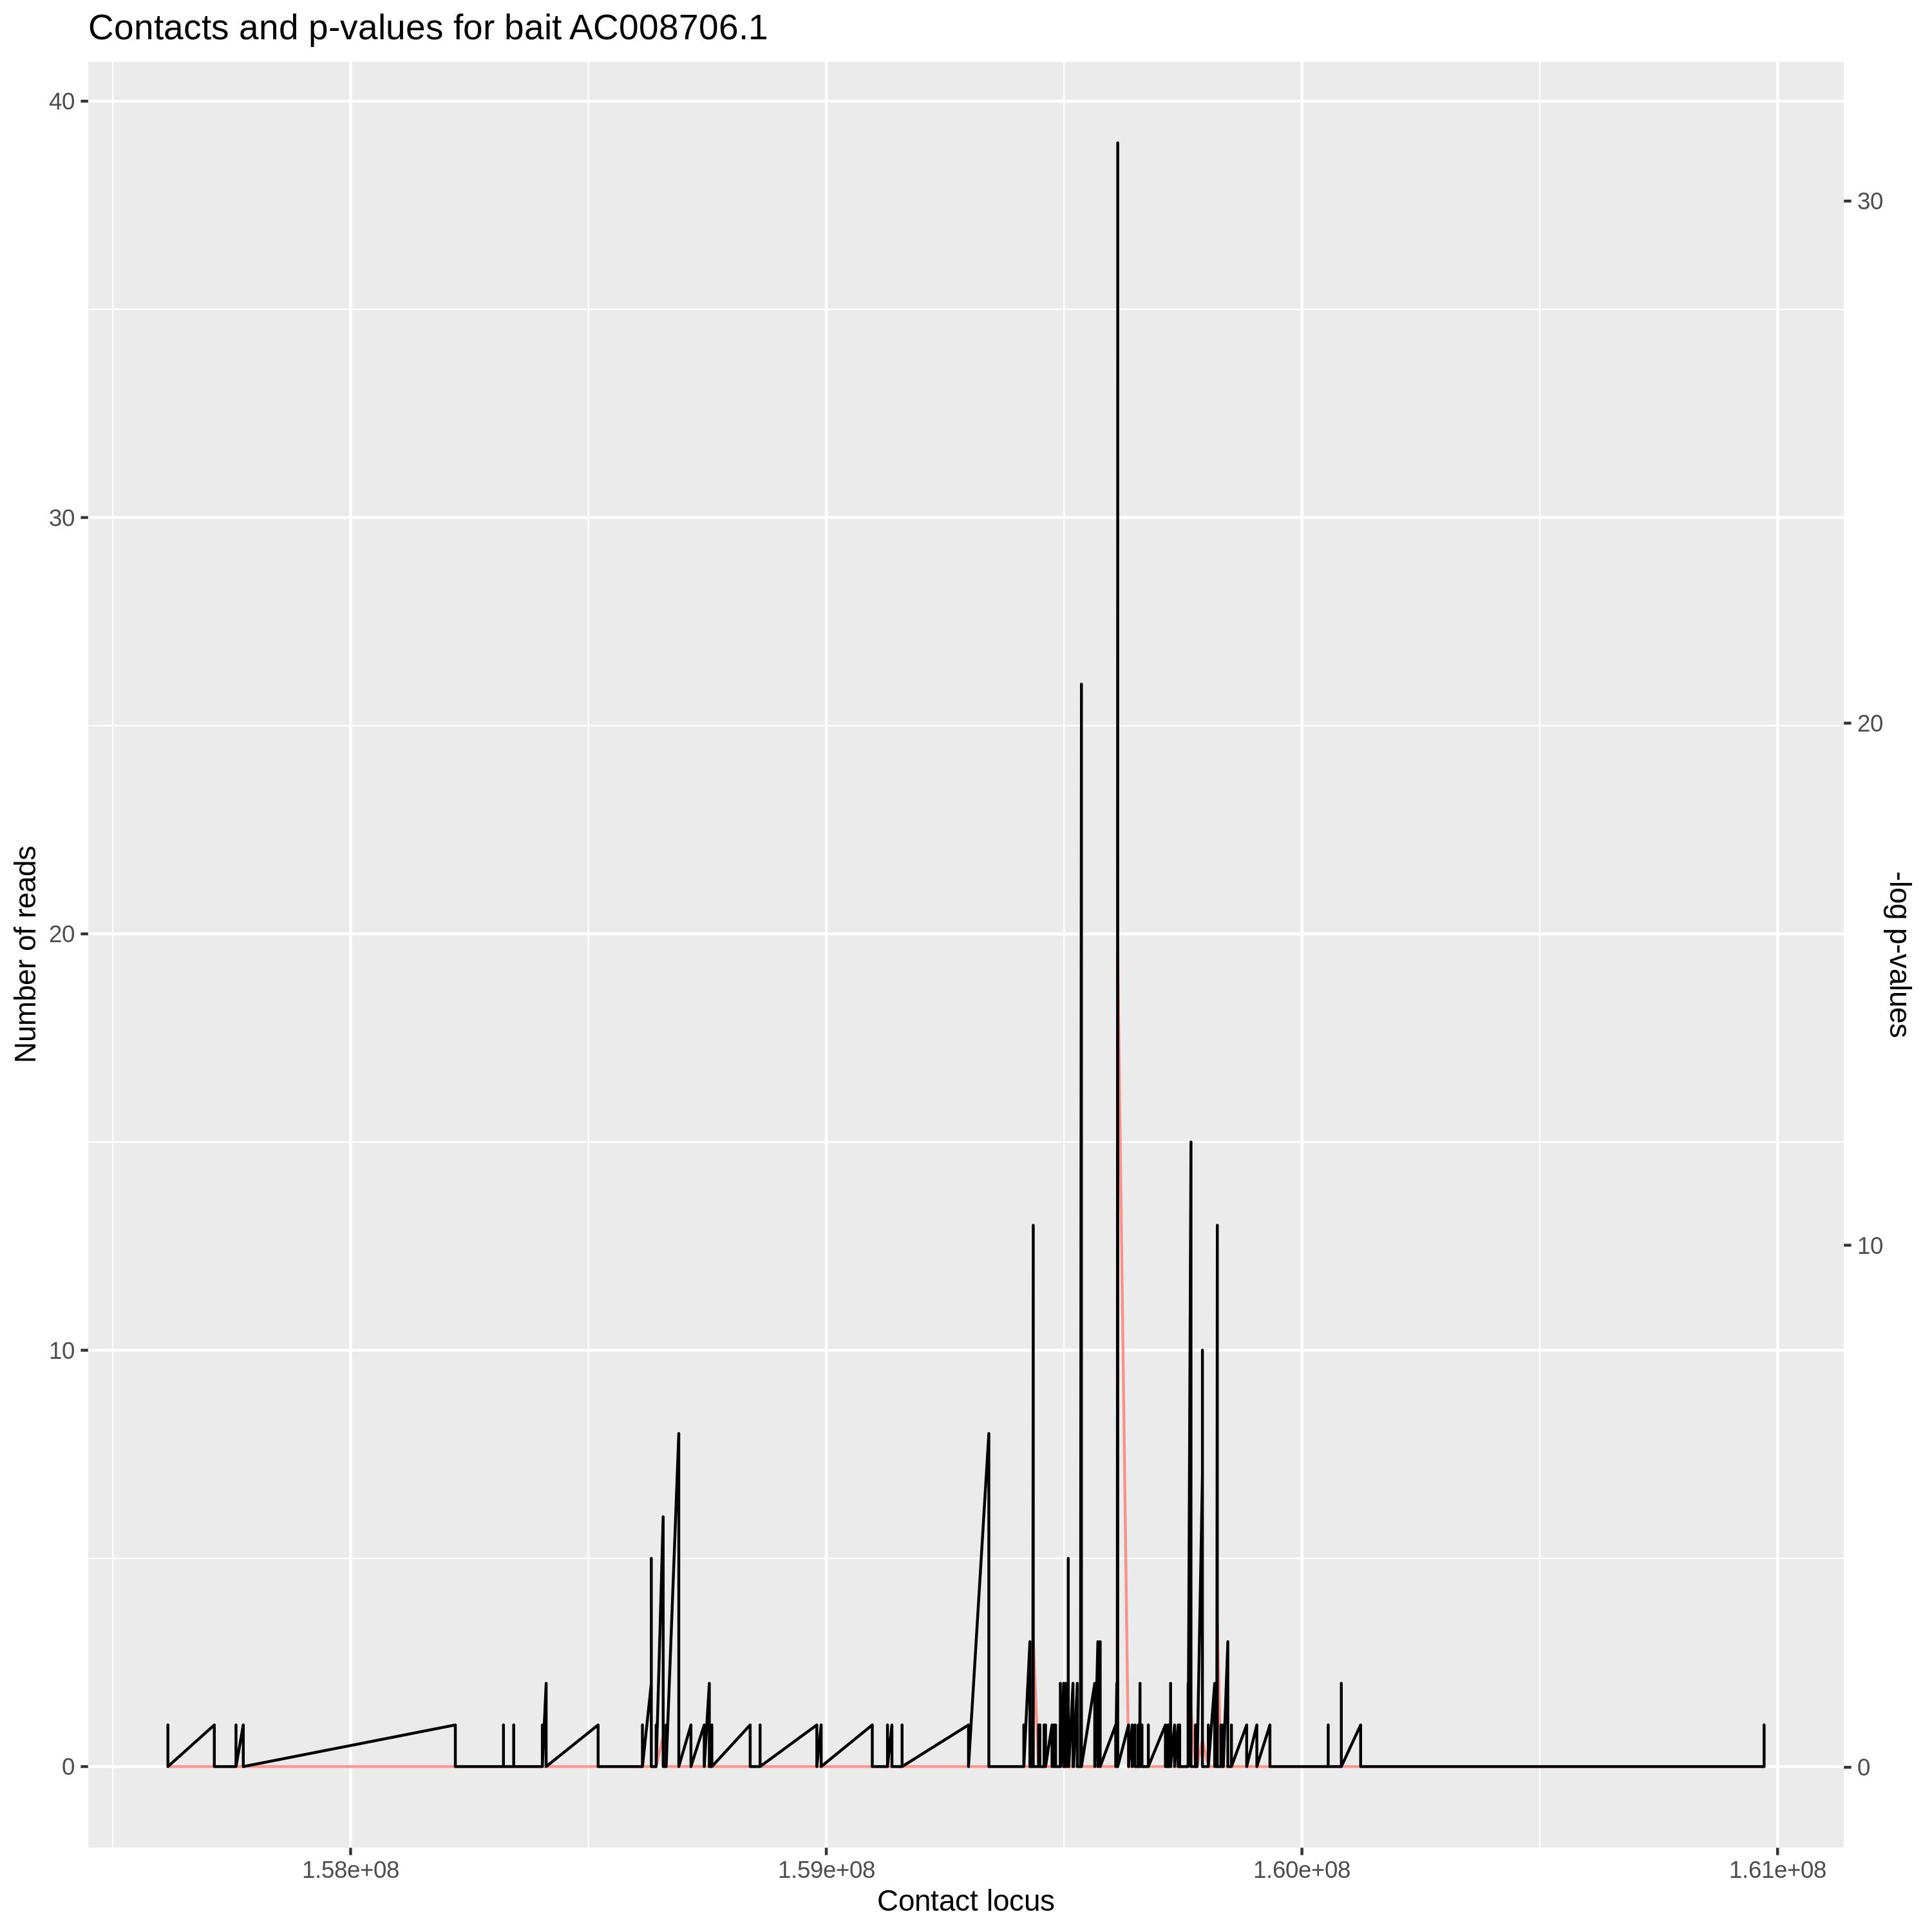 Contacts and p-values for bait AC008706.1
40
30
20
10
0
30
20
10
0
Number of reads
-log p-values
1.58e+08 1.59e+08 1.60e+08 1.61e+08
Contact locus